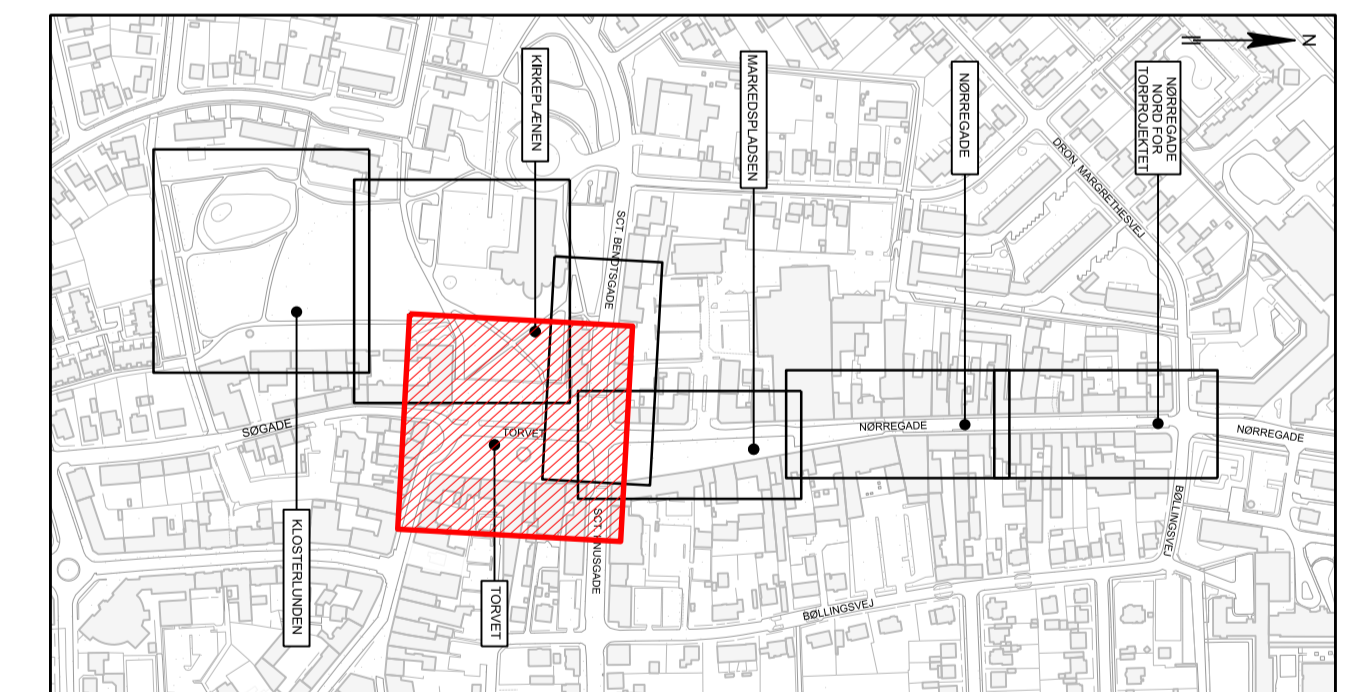 N
KIRKEPLÆNEN
MARKEDSPLADSEN
NØRREGADE
NØRREGADE
NORD FOR
TORPROJEKTET
DRON. MARGRETHESVEJ
SCT. BENDTSGADE
SØGADE
TORVET
NØRREGADE
NØRREGADE
BØLLINGSVEJ
SCT. KNUSGADE
BØLLINGSVEJ
KLOSTERLUNDEN
TORVET